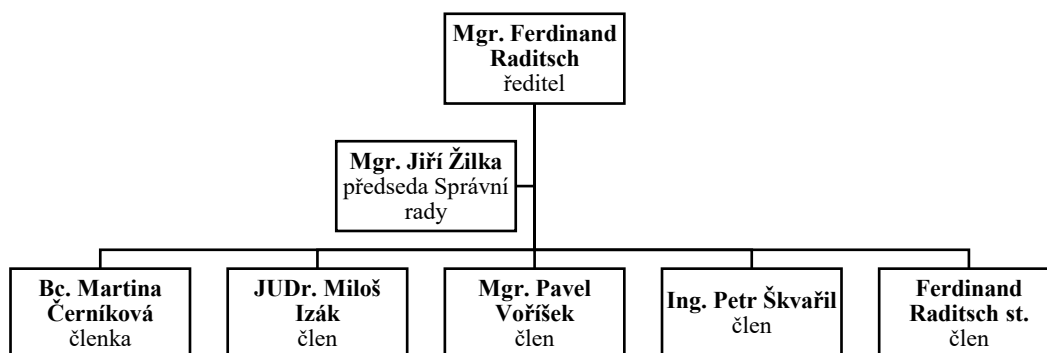 Mgr. Ferdinand
Raditsch
ředitel
Mgr. Jiří Žilka
předseda Správní
rady
Bc. Martina
Černíková
členka
JUDr. Miloš
Izák
člen
Mgr. Pavel
Voříšek
člen
Ing. Petr Škvařil
člen
Ferdinand
Raditsch st.
člen